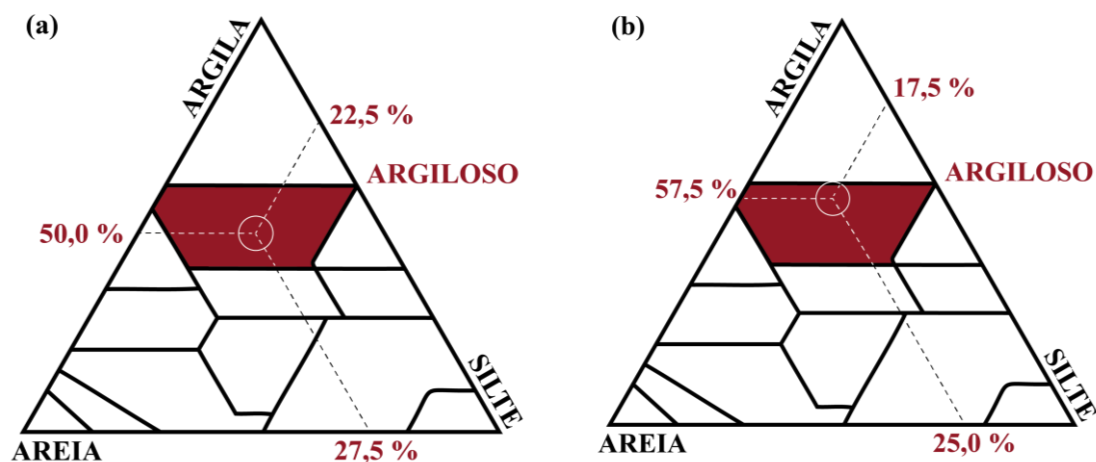 (a)
ARGILA
22,5 %
ARGILOSO
50,0 %
SILTE
AREIA
27,5 %
(b)
ARGILA
17,5 %
ARGILOSO
57,5 %
SILTE
AREIA
25,0 %